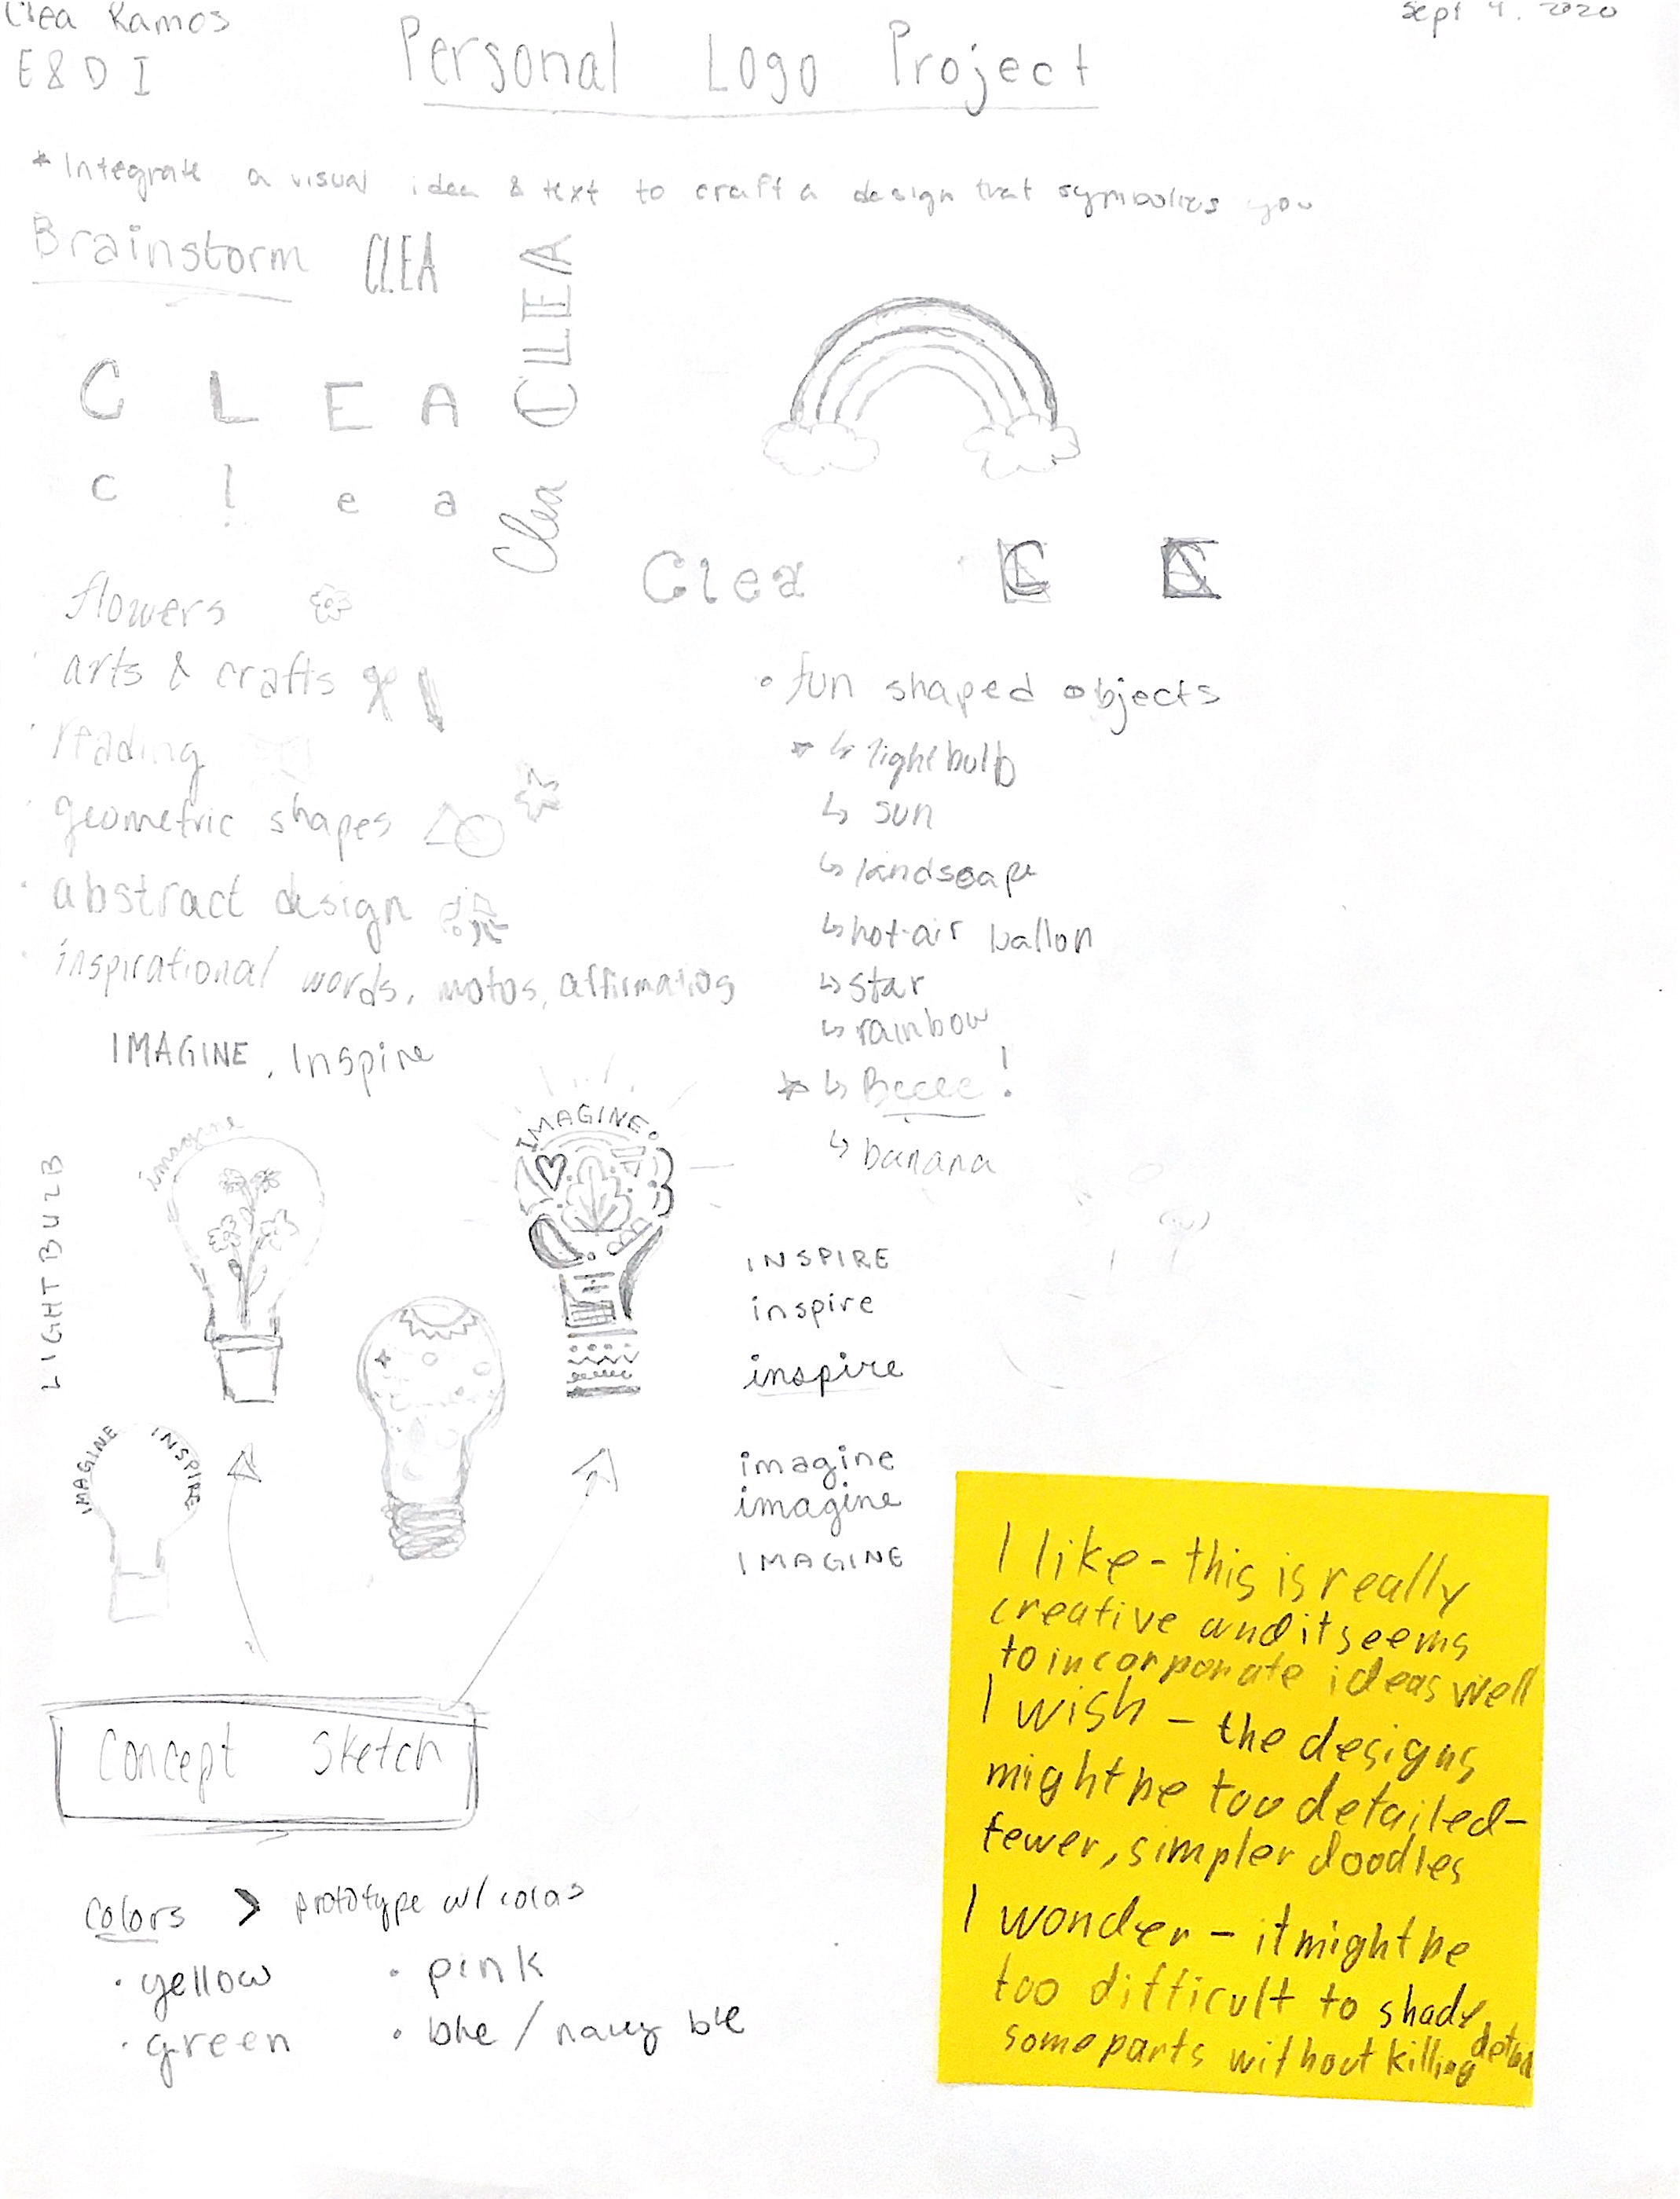 Clea Ramos
Sept 4. 2020
E&D I
Personal Logo Project
* Integrate a visual idea & text to craft a design that symbolizes you
Brainstorm
CLEA
CLEA
C L E A
c l e a
Clea
Clea
flowers
· arts & crafts
· reading
· geometric shapes
· abstract design
· inspirational words, motos, affirmatios
IMAGINE, Inspire
• fun shaped objects
* ↳ lightbulb
↳ sun
↳ landscape
↳ hot-air ballon
↳ star
↳ rainbow
* ↳ Beeee!
↳ banana
LIGHTBULB
imagine
IMAGINE
IMAGINE
INSPIRE
INSPIRE
inspire
inspire
imagine
imagine
IMAGINE
Concept Sketch
Colors > prototype w/ colos
· yellow
· green
· pink
· ble / navy ble
I like - this is really
creative and it seems
to incorporate ideas well
I wish - the designs
might be too detailed-
fewer, simpler doodles
I wonder - it might be
too difficult to shade
some parts without killing detail